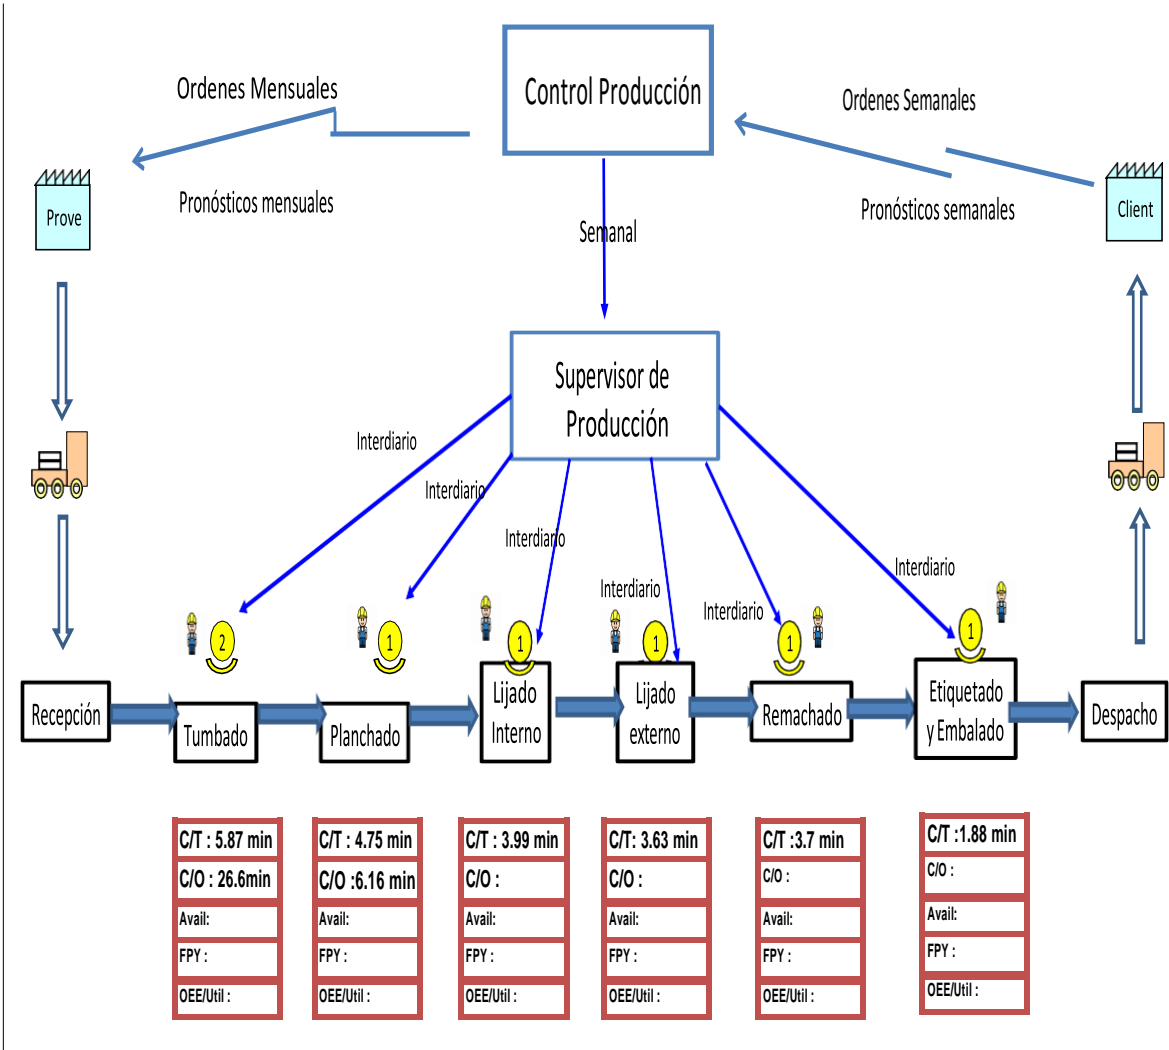 Control Producción
Ordenes Mensuales
Ordenes Semanales
Pronósticos mensuales
Pronósticos semanales
Prove
Client
Semanal
Supervisor de
Producción
Interdiario
Interdiario
Interdiario
Interdiario
Interdiario
Interdiario
2
1
1
1
1
1
Recepción
Tumbado
Planchado
Lijado
Interno
Lijado
externo
Remachado
Etiquetado
y Embalado
Despacho
C/T : 5.87 min
C/O : 26.6min
Avail:
FPY :
OEE/Util :
C/T : 4.75 min
C/O :6.16 min
Avail:
FPY :
OEE/Util :
C/T : 3.99 min
C/O :
Avail:
FPY :
OEE/Util :
C/T: 3.63 min
C/O :
Avail:
FPY :
OEE/Util :
C/T :3.7 min
C/O :
Avail:
FPY :
OEE/Util :
C/T :1.88 min
C/O :
Avail:
FPY :
OEE/Util :